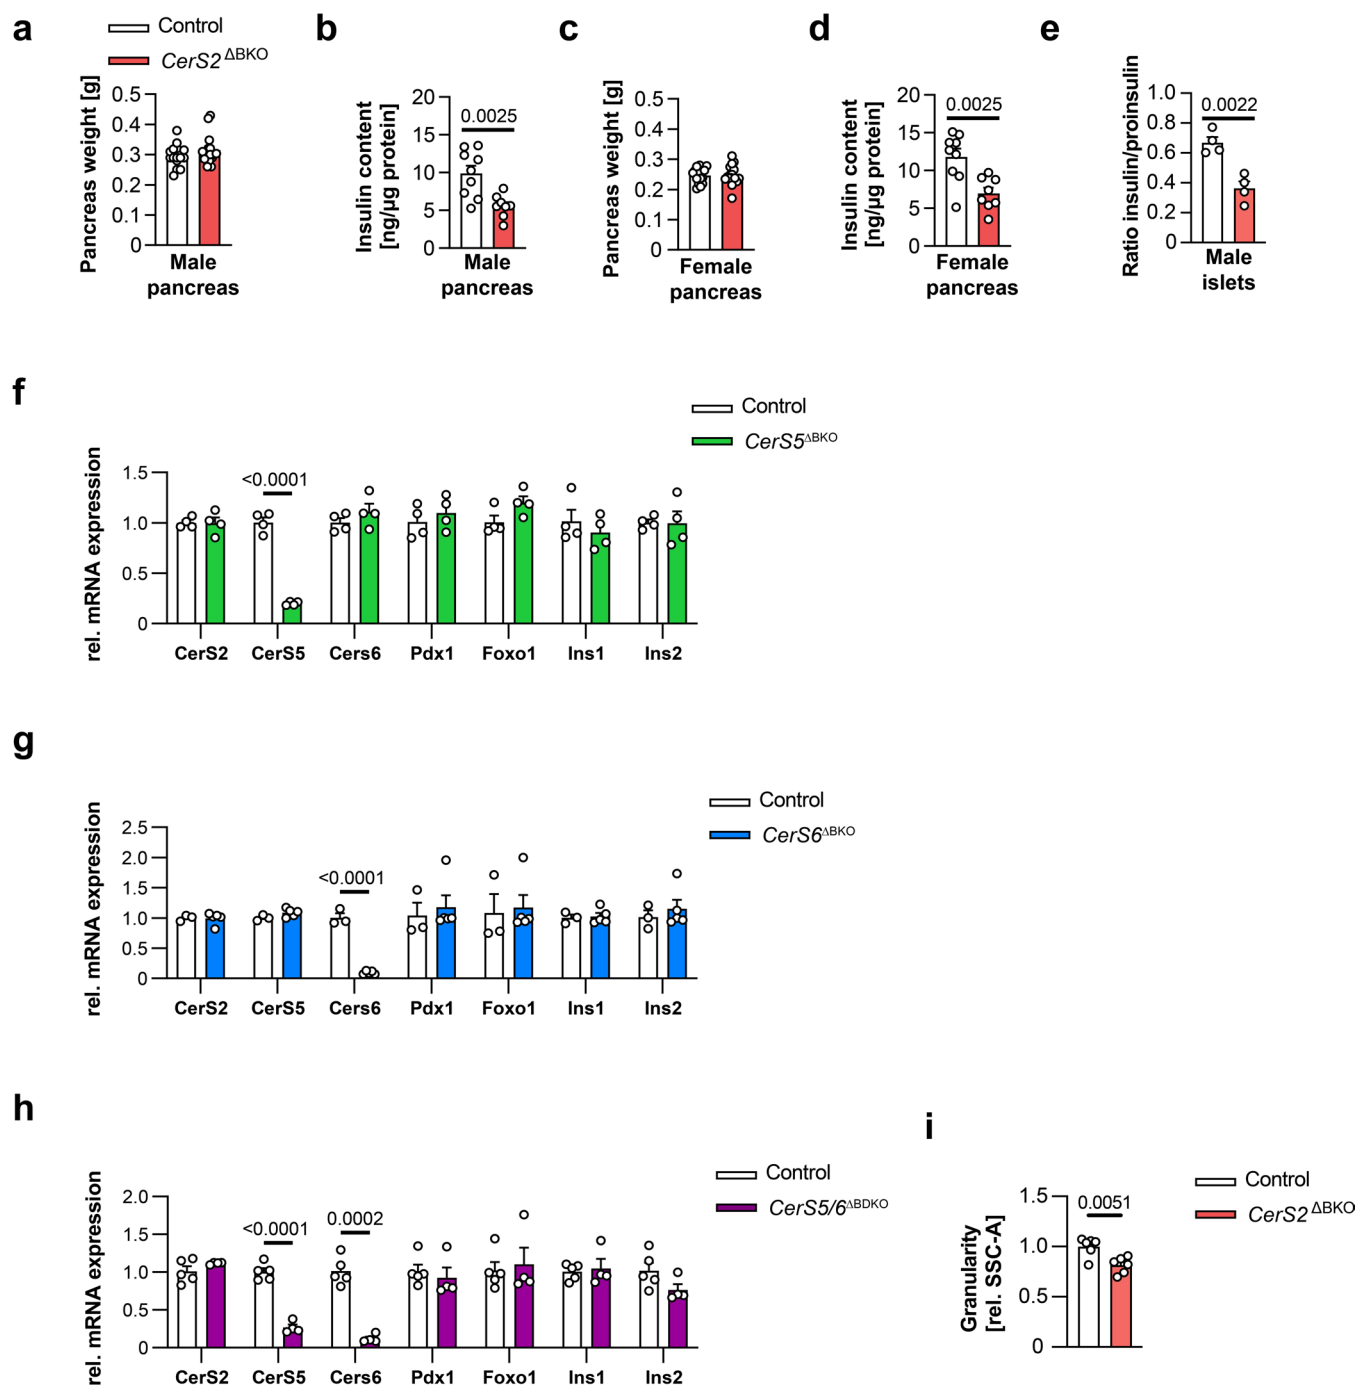 a
Control
CerS2 ΔBKO
Pancreas weight [g]
0.5
0.4
0.3
0.2
0.1
0
Male
pancreas
b
Insulin content
[ng/µg protein]
20
15
10
5
0
0.0025
Male
pancreas
c
Pancreas weight [g]
0.5
0.3
0.2
0.1
0
Female
pancreas
d
Insulin content
[ng/µg protein]
20
15
10
5
0
0.0025
Female
pancreas
e
Ratio insulin/proinsulin
1.0
0.8
0.6
0.4
0.2
0
0.0022
Male
islets
f
Control
CerS5ΔBKO
rel. mRNA expression
1.5
1.0
0.5
0
<0.0001
CerS2 CerS5 Cers6 Pdx1 Foxo1 Ins1 Ins2
g
Control
CerS6ΔBKO
rel. mRNA expression
2.5
2.0
1.5
1.0
0.5
0
<0.0001
CerS2 CerS5 Cers6 Pdx1 Foxo1 Ins1 Ins2
h
Control
CerS5/6ΔBDKO
rel. mRNA expression
2.0
1.5
1.0
0.5
0
<0.0001 0.0002
CerS2 CerS5 Cers6 Pdx1 Foxo1 Ins1 Ins2
i
Control
CerS2 ΔBKO
Granularity
[rel. SSC-A]
1.5
1.0
0.5
0
0.0051